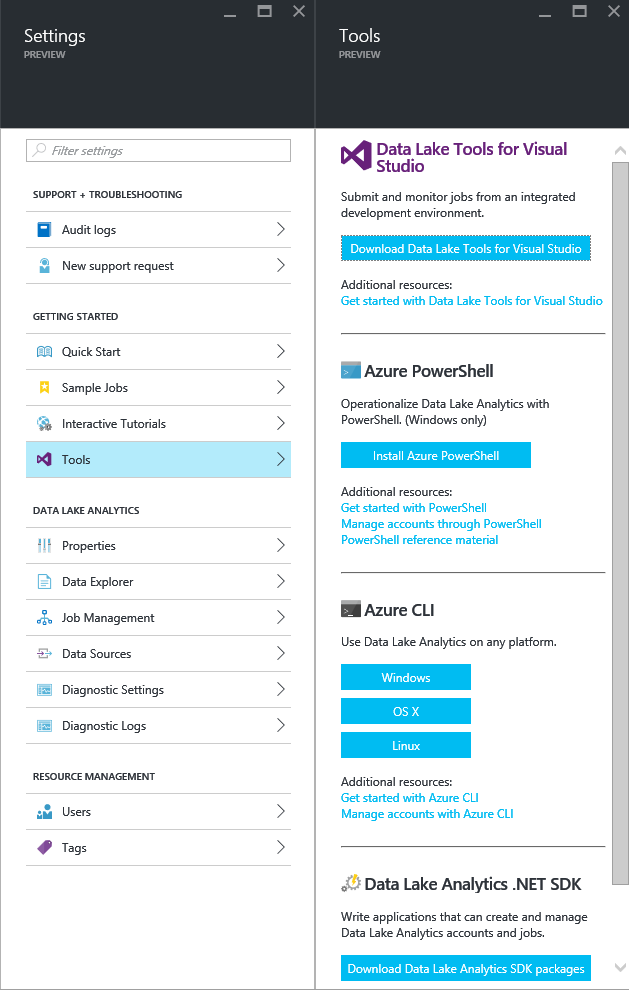 Settings
PREVIEW
Filter settings
SUPPORT + TROUBLESHOOTING
Audit logs
New support request
GETTING STARTED
Quick Start
Sample Jobs
Interactive Tutorials
Tools
DATA LAKE ANALYTICS
Properties
Data Explorer
Job Management
Data Sources
Diagnostic Settings
Diagnostic Logs
RESOURCE MANAGEMENT
Users
Tags
Tools
PREVIEW
Data Lake Tools for Visual
Studio
Submit and monitor jobs from an integrated
development environment.
Download Data Lake Tools for Visual Studio
Additional resources:
Get started with Data Lake Tools for Visual Studio
Azure PowerShell
Operationalize Data Lake Analytics with
PowerShell. (Windows only)
Install Azure PowerShell
Additional resources:
Get started with PowerShell
Manage accounts through PowerShell
PowerShell reference material
Azure CLI
Use Data Lake Analytics on any platform.
Windows
OS X
Linux
Additional resources:
Get started with Azure CLI
Manage accounts with Azure CLI
Data Lake Analytics .NET SDK
Write applications that can create and manage
Data Lake Analytics accounts and jobs.
Download Data Lake Analytics SDK packages